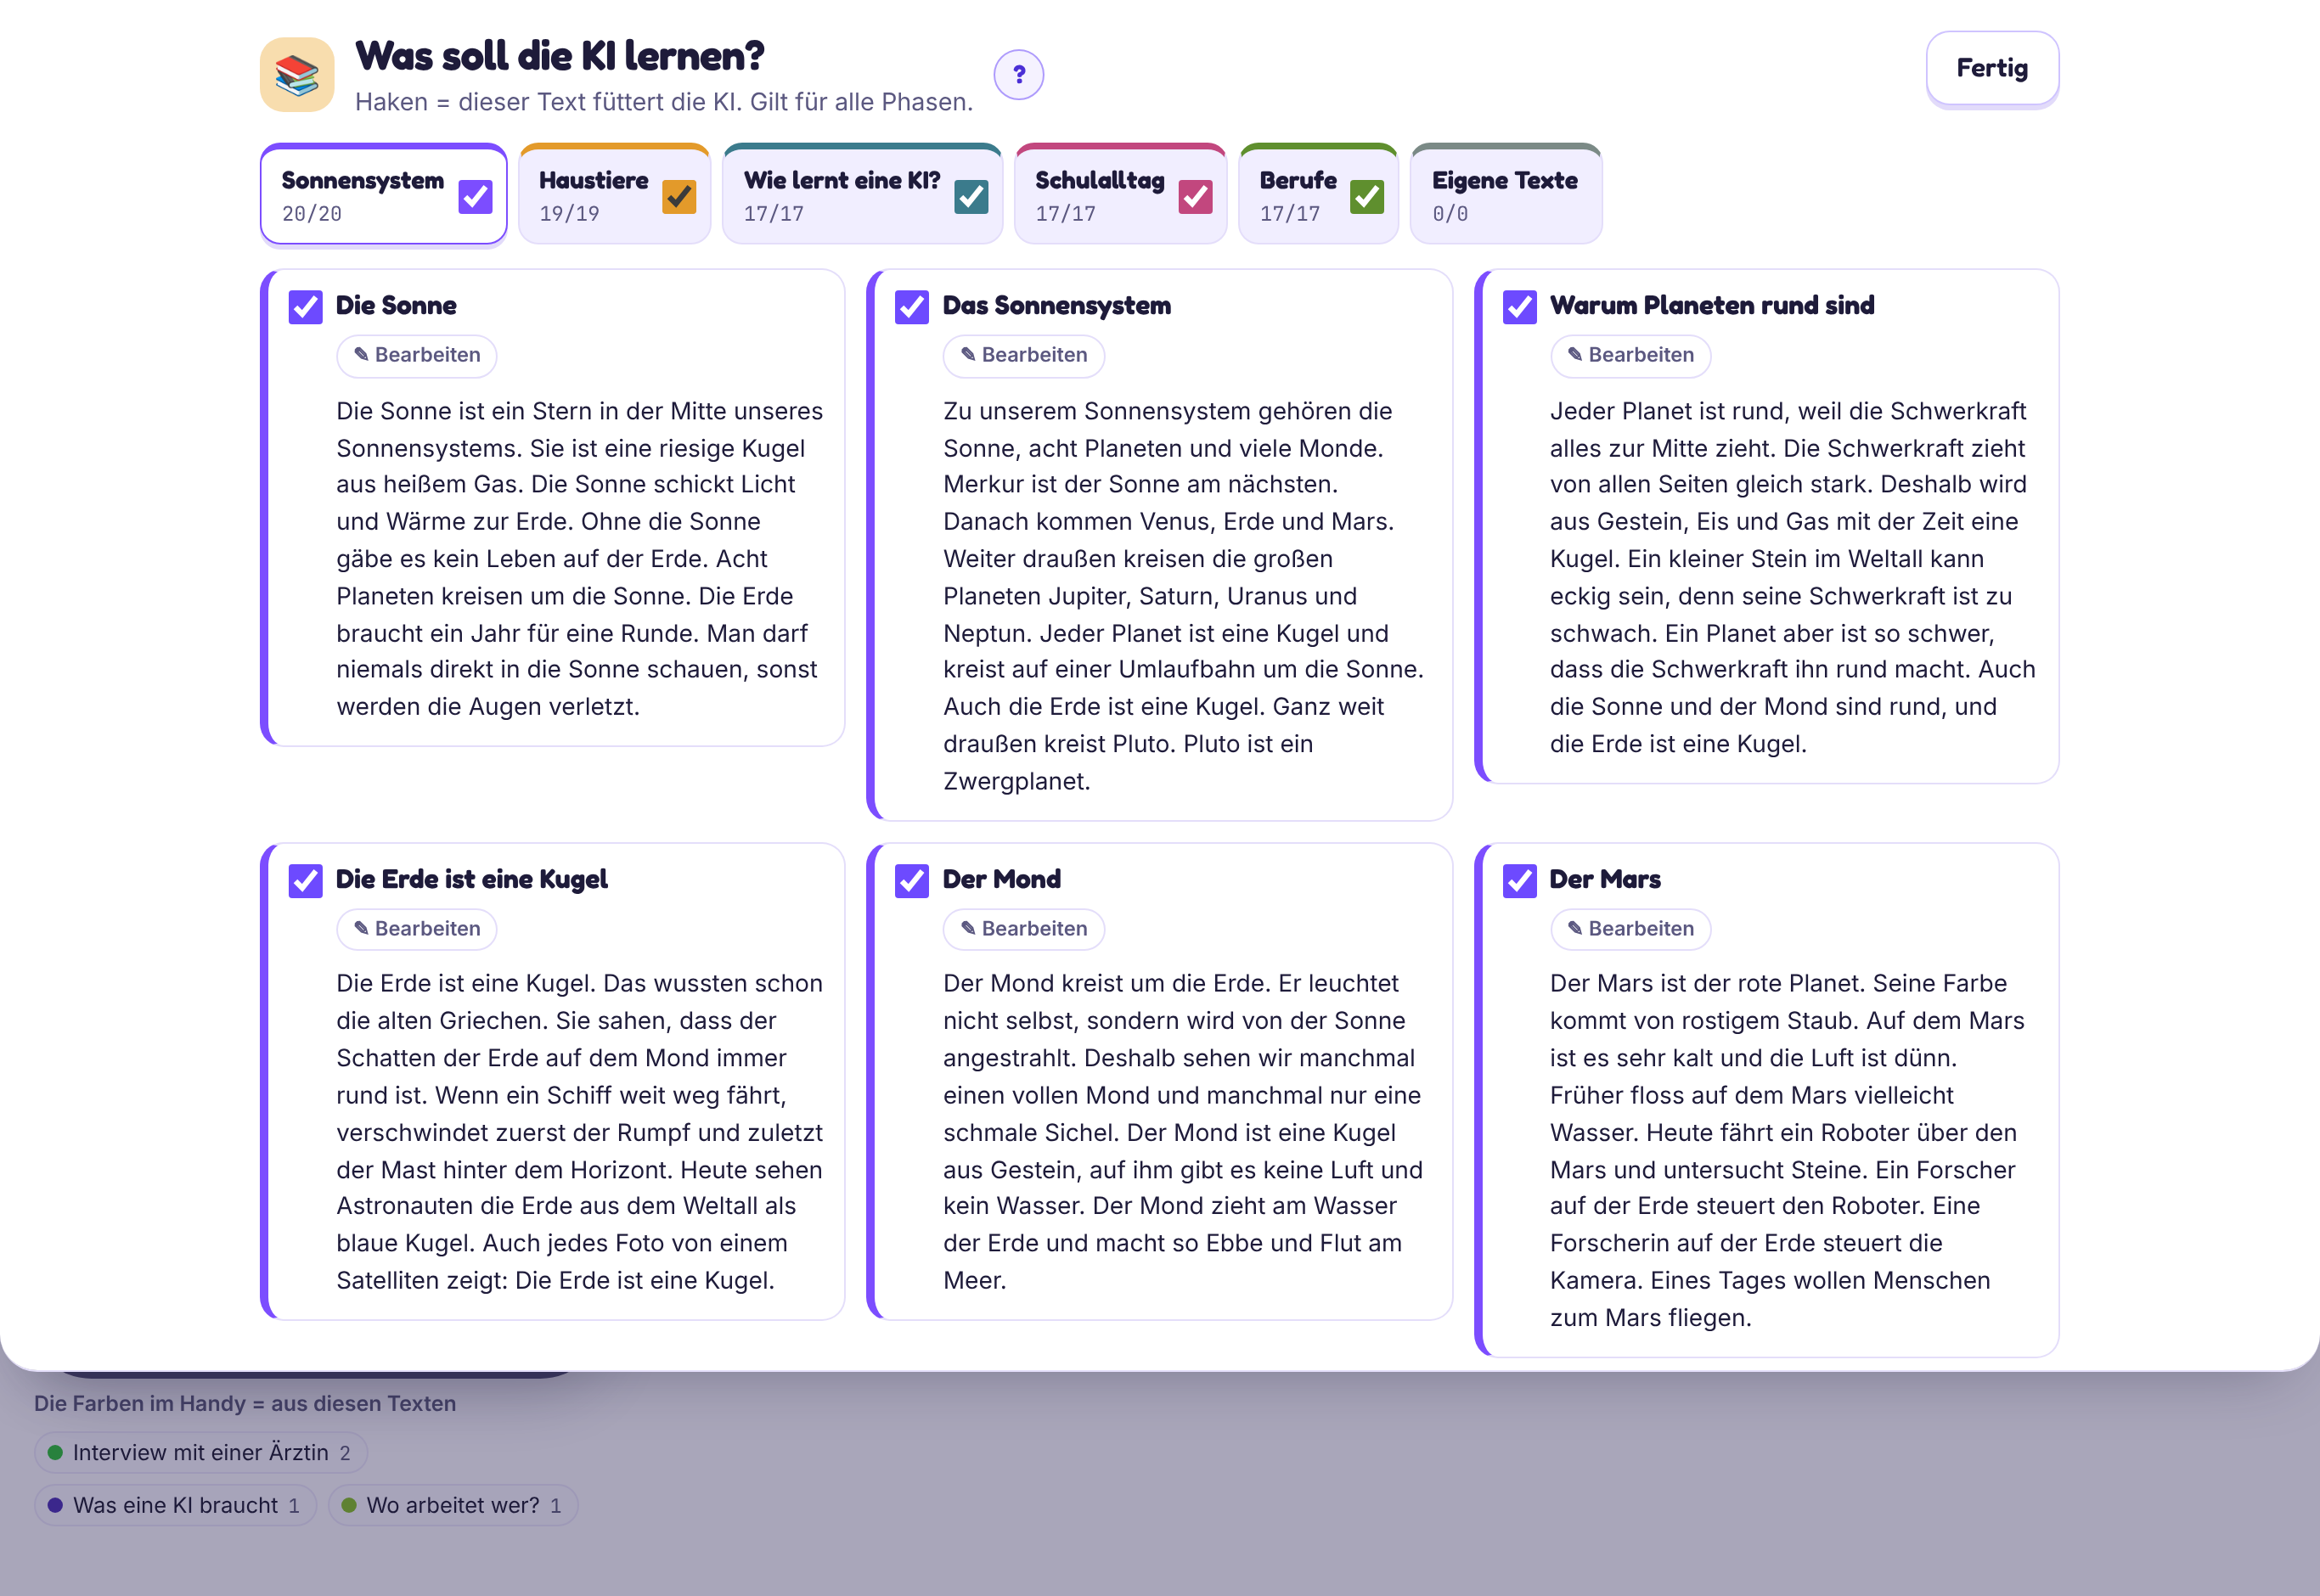 Was soll die KI lernen?
Haken = dieser Text füttert die KI. Gilt für alle Phasen.
?
Fertig
Sonnensystem
20/20
Haustiere
19/19
Wie lernt eine KI?
17/17
Schulalltag
17/17
Berufe
17/17
Eigene Texte
0/0
Die Sonne
✎ Bearbeiten
Die Sonne ist ein Stern in der Mitte unseres
Sonnensystems. Sie ist eine riesige Kugel
aus heißem Gas. Die Sonne schickt Licht
und Wärme zur Erde. Ohne die Sonne
gäbe es kein Leben auf der Erde. Acht
Planeten kreisen um die Sonne. Die Erde
braucht ein Jahr für eine Runde. Man darf
niemals direkt in die Sonne schauen, sonst
werden die Augen verletzt.
Das Sonnensystem
✎ Bearbeiten
Zu unserem Sonnensystem gehören die
Sonne, acht Planeten und viele Monde.
Merkur ist der Sonne am nächsten.
Danach kommen Venus, Erde und Mars.
Weiter draußen kreisen die großen
Planeten Jupiter, Saturn, Uranus und
Neptun. Jeder Planet ist eine Kugel und
kreist auf einer Umlaufbahn um die Sonne.
Auch die Erde ist eine Kugel. Ganz weit
draußen kreist Pluto. Pluto ist ein
Zwergplanet.
Warum Planeten rund sind
✎ Bearbeiten
Jeder Planet ist rund, weil die Schwerkraft
alles zur Mitte zieht. Die Schwerkraft zieht
von allen Seiten gleich stark. Deshalb wird
aus Gestein, Eis und Gas mit der Zeit eine
Kugel. Ein kleiner Stein im Weltall kann
eckig sein, denn seine Schwerkraft ist zu
schwach. Ein Planet aber ist so schwer,
dass die Schwerkraft ihn rund macht. Auch
die Sonne und der Mond sind rund, und
die Erde ist eine Kugel.
Die Erde ist eine Kugel
✎ Bearbeiten
Die Erde ist eine Kugel. Das wussten schon
die alten Griechen. Sie sahen, dass der
Schatten der Erde auf dem Mond immer
rund ist. Wenn ein Schiff weit weg fährt,
verschwindet zuerst der Rumpf und zuletzt
der Mast hinter dem Horizont. Heute sehen
Astronauten die Erde aus dem Weltall als
blaue Kugel. Auch jedes Foto von einem
Satelliten zeigt: Die Erde ist eine Kugel.
Der Mond
✎ Bearbeiten
Der Mond kreist um die Erde. Er leuchtet
nicht selbst, sondern wird von der Sonne
angestrahlt. Deshalb sehen wir manchmal
einen vollen Mond und manchmal nur eine
schmale Sichel. Der Mond ist eine Kugel
aus Gestein, auf ihm gibt es keine Luft und
kein Wasser. Der Mond zieht am Wasser
der Erde und macht so Ebbe und Flut am
Meer.
Der Mars
✎ Bearbeiten
Der Mars ist der rote Planet. Seine Farbe
kommt von rostigem Staub. Auf dem Mars
ist es sehr kalt und die Luft ist dünn.
Früher floss auf dem Mars vielleicht
Wasser. Heute fährt ein Roboter über den
Mars und untersucht Steine. Ein Forscher
auf der Erde steuert den Roboter. Eine
Forscherin auf der Erde steuert die
Kamera. Eines Tages wollen Menschen
zum Mars fliegen.
Die Farben im Handy = aus diesen Texten
Interview mit einer Ärztin 2
Was eine KI braucht 1
Wo arbeitet wer? 1